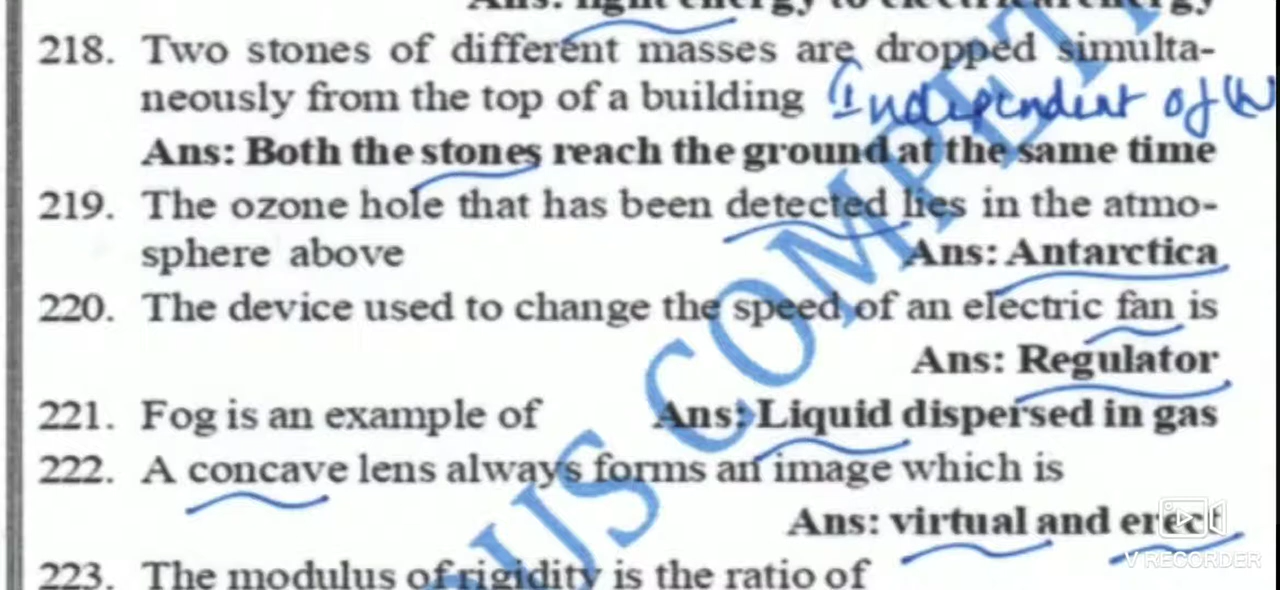 Ans: light energy to electrical energy
218. Two stones of different masses are dropped simulta-
neously from the top of a building (Independent of
Ans: Both the stones reach the ground at the same time
219. The ozone hole that has been detected lies in the atmo-
sphere above Ans: Antarctica
220. The device used to change the speed of an electric fan is
Ans: Regulator
221. Fog is an example of Ans: Liquid dispersed in gas
222. A concave lens always forms an image which is
Ans: virtual and erect
V RECORDER
223. The modulus of rigidity is the ratio of
US COMPET